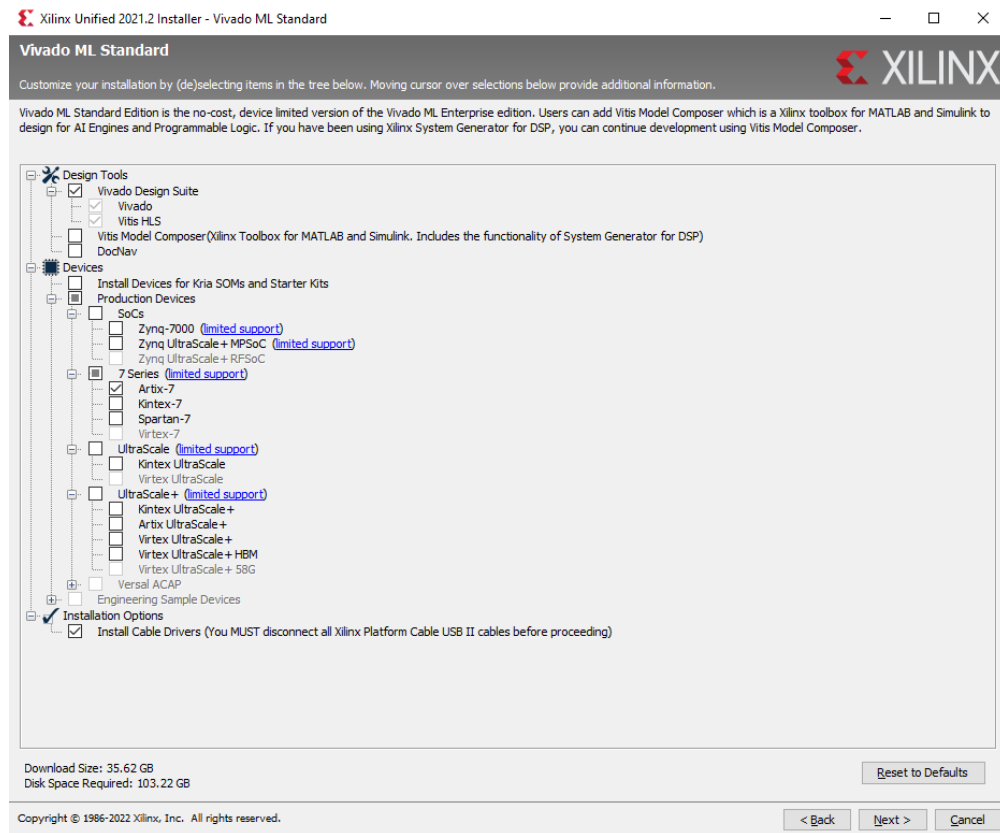 Xilinx Unified 2021.2 Installer - Vivado ML Standard
Vivado ML Standard
Customize your installation by (de)selecting items in the tree below. Moving cursor over selections below provide additional information.
XILINX
Vivado ML Standard Edition is the no-cost, device limited version of the Vivado ML Enterprise edition. Users can add Vitis Model Composer which is a Xilinx toolbox for MATLAB and Simulink to
design for AI Engines and Programmable Logic. If you have been using Xilinx System Generator for DSP, you can continue development using Vitis Model Composer.
Design Tools
Vivado Design Suite
Vivado
Vitis HLS
Vitis Model Composer(Xilinx Toolbox for MATLAB and Simulink. Includes the functionality of System Generator for DSP)
DocNav
Devices
Install Devices for Kria SOMs and Starter Kits
Production Devices
SoCs
Zynq-7000 (limited support)
Zynq UltraScale+ MPSoC (limited support)
Zynq UltraScale+ RFSoC
7 Series (limited support)
Artix-7
Kintex-7
Spartan-7
Virtex-7
UltraScale (limited support)
Kintex UltraScale
Virtex UltraScale
UltraScale+ (limited support)
Kintex UltraScale+
Artix UltraScale+
Virtex UltraScale+
Virtex UltraScale+ HBM
Virtex UltraScale+ 58G
Versal ACAP
Engineering Sample Devices
Installation Options
Install Cable Drivers (You MUST disconnect all Xilinx Platform Cable USB II cables before proceeding)
Download Size: 35.62 GB
Disk Space Required: 103.22 GB
Reset to Defaults
Copyright © 1986-2022 Xilinx, Inc. All rights reserved.
< Back
Next >
Cancel